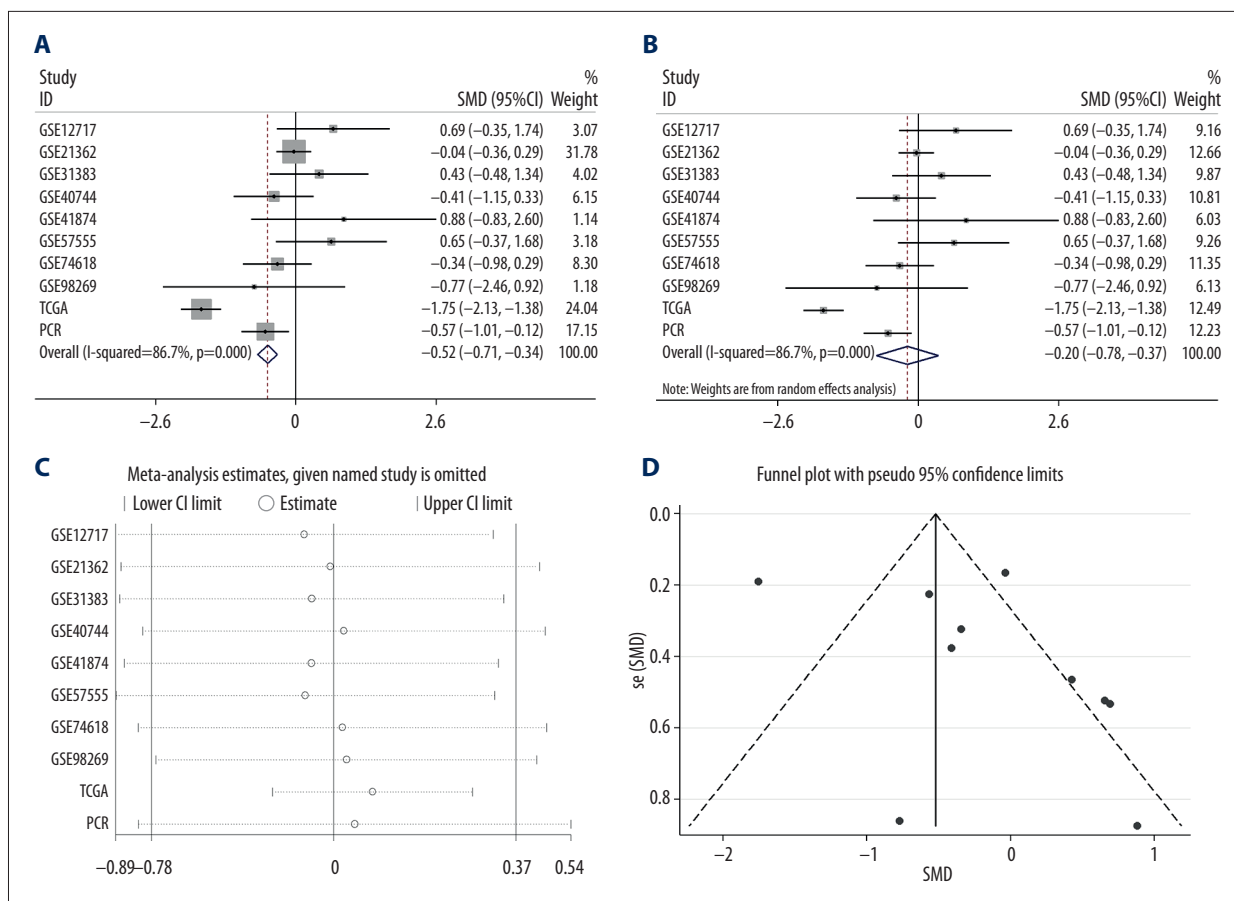 A
Study %
ID SMD (95%CI) Weight
GSE12717 0.69 (−0.35, 1.74) 3.07
GSE21362 −0.04 (−0.36, 0.29) 31.78
GSE31383 0.43 (−0.48, 1.34) 4.02
GSE40744 −0.41 (−1.15, 0.33) 6.15
GSE41874 0.88 (−0.83, 2.60) 1.14
GSE57555 0.65 (−0.37, 1.68) 3.18
GSE74618 −0.34 (−0.98, 0.29) 8.30
GSE98269 −0.77 (−2.46, 0.92) 1.18
TCGA −1.75 (−2.13, −1.38) 24.04
PCR −0.57 (−1.01, −0.12) 17.15
Overall (I-squared=86.7%, p=0.000) −0.52 (−0.71, −0.34) 100.00
−2.6 0 2.6
B
Study %
ID SMD (95%CI) Weight
GSE12717 0.69 (−0.35, 1.74) 9.16
GSE21362 −0.04 (−0.36, 0.29) 12.66
GSE31383 0.43 (−0.48, 1.34) 9.87
GSE40744 −0.41 (−1.15, 0.33) 10.81
GSE41874 0.88 (−0.83, 2.60) 6.03
GSE57555 0.65 (−0.37, 1.68) 9.26
GSE74618 −0.34 (−0.98, 0.29) 11.35
GSE98269 −0.77 (−2.46, 0.92) 6.13
TCGA −1.75 (−2.13, −1.38) 12.49
PCR −0.57 (−1.01, −0.12) 12.23
Overall (I-squared=86.7%, p=0.000) −0.20 (−0.78, −0.37) 100.00
Note: Weights are from random effects analysis)
−2.6 0 2.6
C
Meta-analysis estimates, given named study is omitted
Lower CI limit Estimate Upper CI limit
GSE12717
GSE21362
GSE31383
GSE40744
GSE41874
GSE57555
GSE74618
GSE98269
TCGA
PCR
−0.89 −0.78 0 0.37 0.54
D
Funnel plot with pseudo 95% confidence limits
se (SMD)
0.0
0.2
0.4
0.6
0.8
−2 −1 0 1
SMD